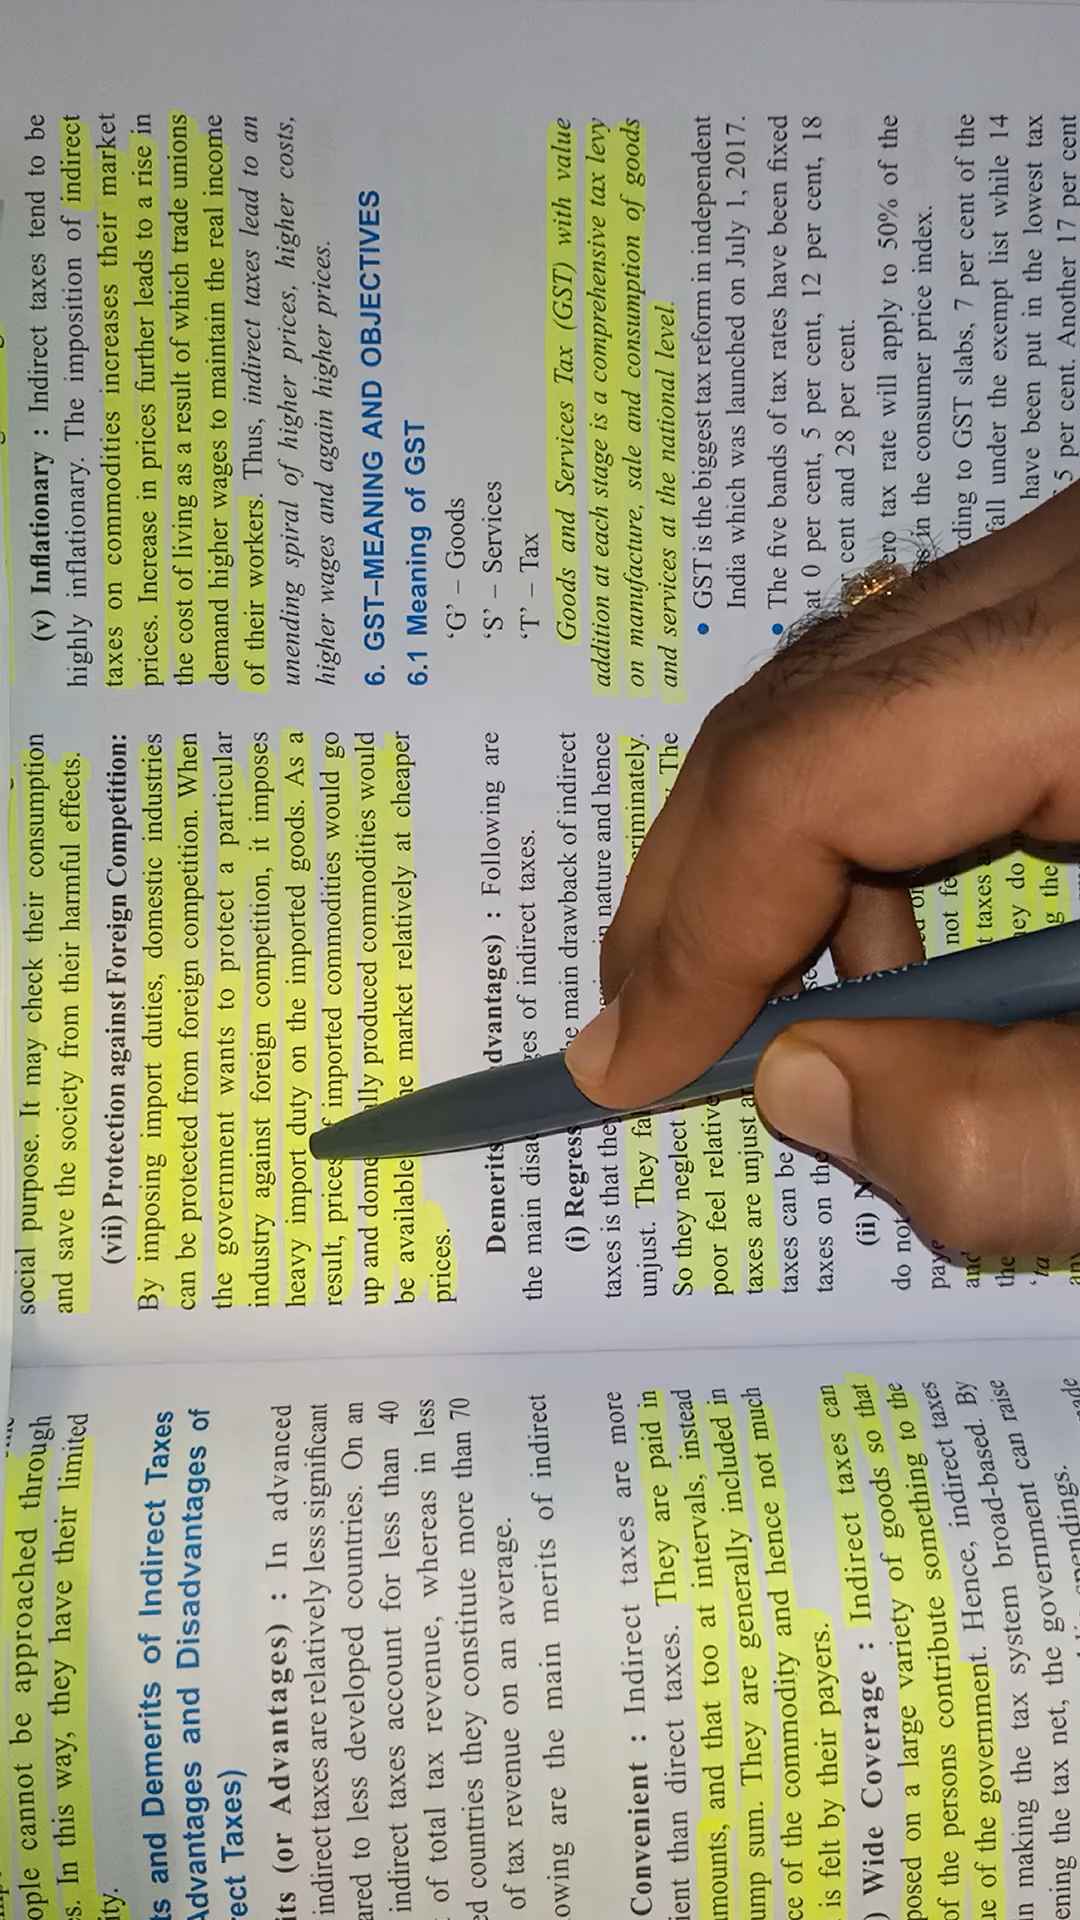 ople cannot be approached through
s. In this way, they have their limited
ity.
ts and Demerits of Indirect Taxes
Advantages and Disadvantages of
rect Taxes)
its (or Advantages) : In advanced
indirect taxes are relatively less significant
ared to less developed countries. On an
indirect taxes account for less than 40
of total tax revenue, whereas in less
ed countries they constitute more than 70
of tax revenue on an average.
owing are the main merits of indirect
Convenient : Indirect taxes are more
ient than direct taxes. They are paid in
mounts, and that too at intervals, instead
ump sum. They are generally included in
ce of the commodity and hence not much
is felt by their payers.
) Wide Coverage : Indirect taxes can
posed on a large variety of goods so that
of the persons contribute something to the
ue of the government. Hence, indirect taxes
in making the tax system broad-based. By
ening the tax net, the government can raise
spendings.
social purpose. It may check their consumption
and save the society from their harmful effects.
(vii) Protection against Foreign Competition:
By imposing import duties, domestic industries
can be protected from foreign competition. When
the government wants to protect a particular
industry against foreign competition, it imposes
heavy import duty on the imported goods. As a
result, prices of imported commodities would go
up and dome lly produced commodities would
be available market relatively at cheaper
prices.
Demerits dvantages) : Following are
the main disa ges of indirect taxes.
(i) Regress main drawback of indirect
taxes is that they in nature and hence
unjust. They fa criminately.
So they neglect The
poor feel relative
taxes are unjust
taxes can be
taxes on the
(ii) N
do not not fe
paye t taxes
and ey do
the g the
(v) Inflationary : Indirect taxes tend to be
highly inflationary. The imposition of indirect
taxes on commodities increases their market
prices. Increase in prices further leads to a rise in
the cost of living as a result of which trade unions
demand higher wages to maintain the real income
of their workers. Thus, indirect taxes lead to an
unending spiral of higher prices, higher costs,
higher wages and again higher prices.
6. GST–MEANING AND OBJECTIVES
6.1 Meaning of GST
‘G’ – Goods
‘S’ – Services
‘T’ – Tax
Goods and Services Tax (GST) with value
addition at each stage is a comprehensive tax levy
on manufacture, sale and consumption of goods
and services at the national level.
• GST is the biggest tax reform in independent
India which was launched on July 1, 2017.
• The five bands of tax rates have been fixed
at 0 per cent, 5 per cent, 12 per cent, 18
cent and 28 per cent.
ero tax rate will apply to 50% of the
in the consumer price index.
rding to GST slabs, 7 per cent of the
fall under the exempt list while 14
have been put in the lowest tax
5 per cent. Another 17 per cent